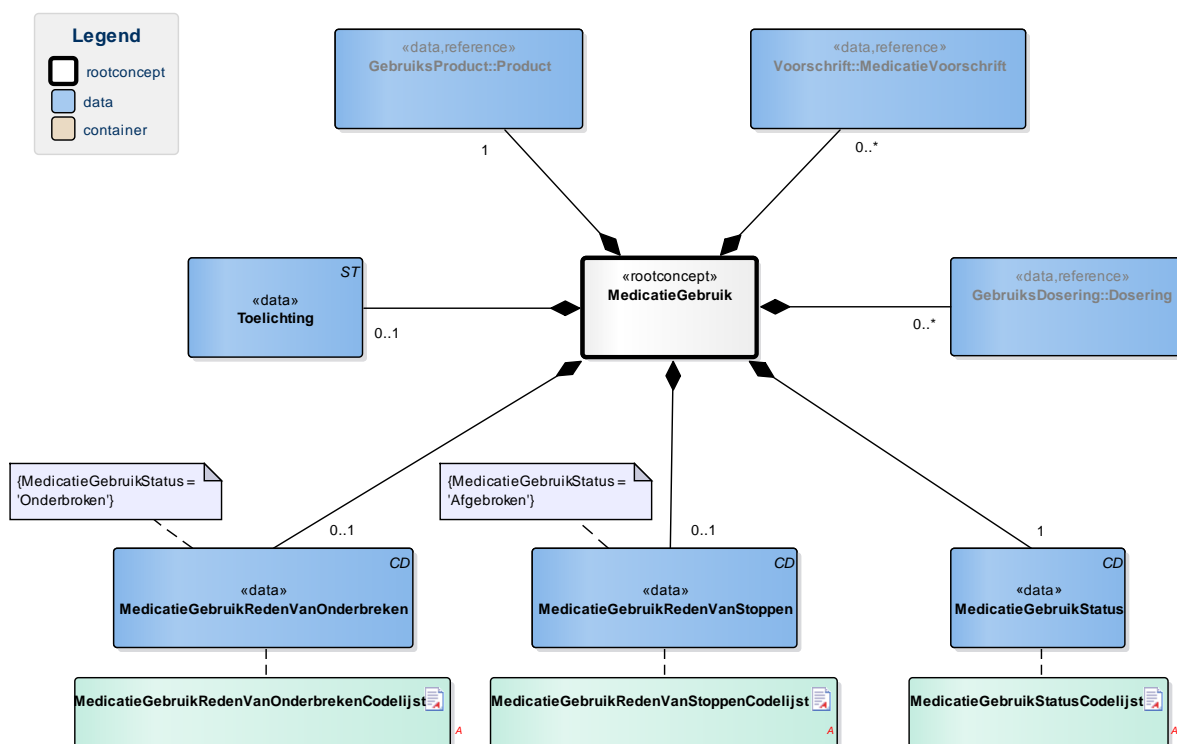 Legend
rootconcept
data
container
«data,reference»
GebruiksProduct::Product
«data,reference»
Voorschrift::MedicatieVoorschrift
1
0..*
«rootconcept»
MedicatieGebruik
ST
«data»
Toelichting
0..1
«data,reference»
GebruiksDosering::Dosering
0..*
{MedicatieGebruikStatus =
'Onderbroken'}
{MedicatieGebruikStatus =
'Afgebroken'}
0..1
0..1
1
CD
«data»
MedicatieGebruikRedenVanOnderbreken
CD
«data»
MedicatieGebruikRedenVanStoppen
CD
«data»
MedicatieGebruikStatus
MedicatieGebruikRedenVanOnderbrekenCodelijst
A
MedicatieGebruikRedenVanStoppenCodelijst
A
MedicatieGebruikStatusCodelijst
A